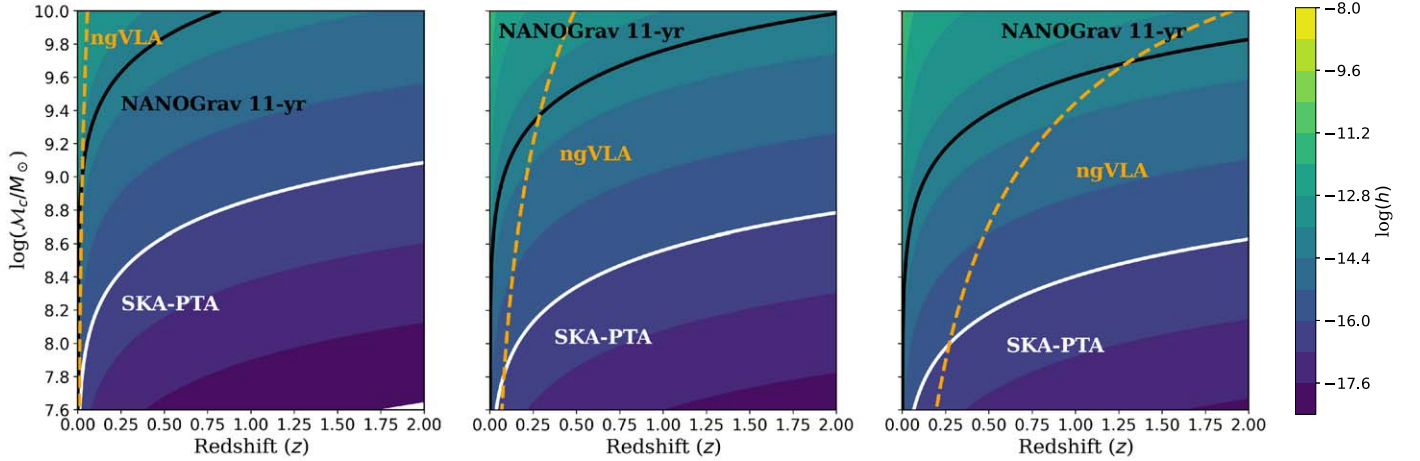 10.0
9.8
9.6
9.4
9.2
9.0
8.8
8.6
8.4
8.2
8.0
7.8
7.6
log(ℳc/M⊙)
ngVLA
NANOGrav 11-yr
SKA-PTA
0.00 0.25 0.50 0.75 1.00 1.25 1.50 1.75 2.00
Redshift (z)
NANOGrav 11-yr
ngVLA
SKA-PTA
0.00 0.25 0.50 0.75 1.00 1.25 1.50 1.75 2.00
Redshift (z)
NANOGrav 11-yr
ngVLA
SKA-PTA
0.00 0.25 0.50 0.75 1.00 1.25 1.50 1.75 2.00
Redshift (z)
−8.0
−9.6
−11.2
−12.8
−14.4
−16.0
−17.6
log(h)